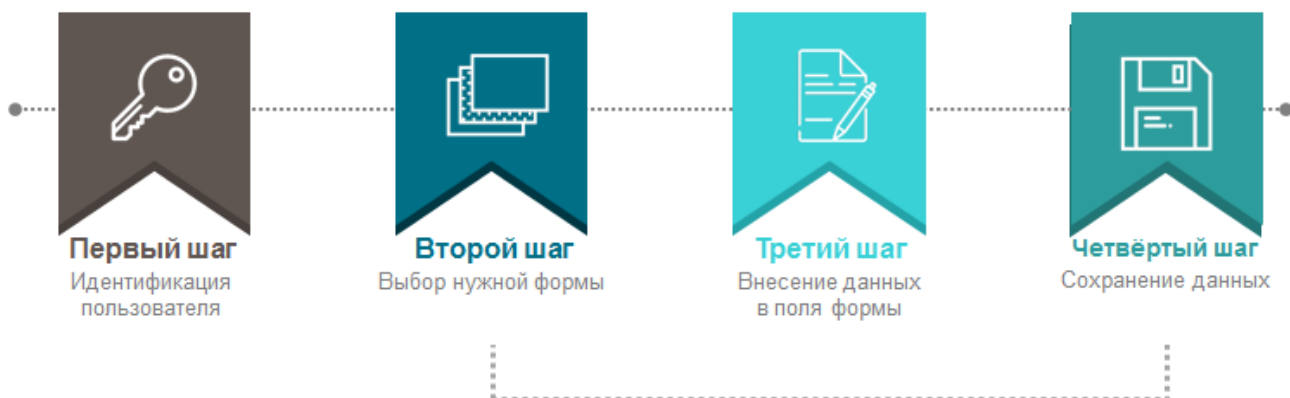 Первый шаг
Идентификация
пользователя
Второй шаг
Выбор нужной формы
Третий шаг
Внесение данных
в поля формы
Четвёртый шаг
Сохранение данных